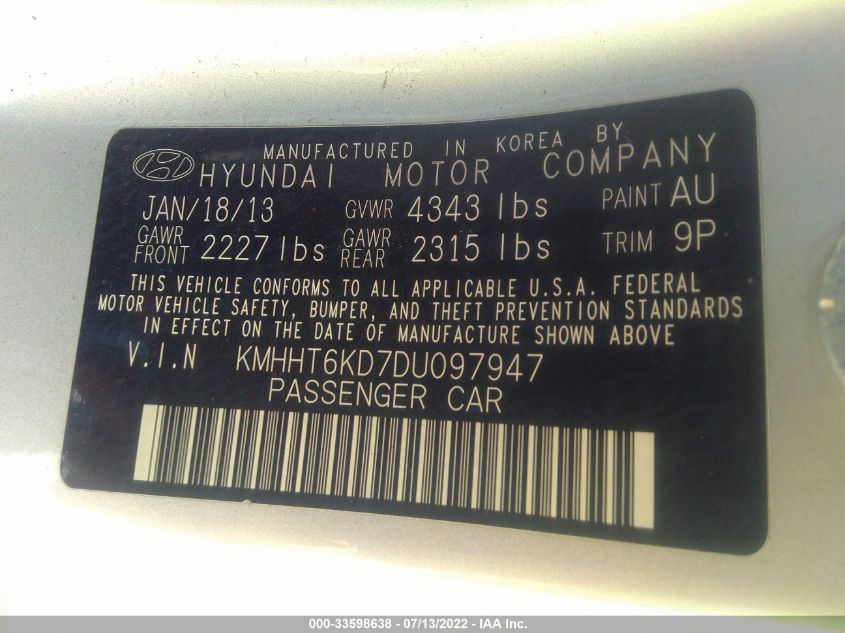 MANUFACTURED IN KOREA BY
HYUNDAI MOTOR COMPANY
JAN/18/13 GVWR 4343 lbs PAINT AU
GAWR FRONT 2227 lbs GAWR REAR 2315 lbs TRIM 9P
THIS VEHICLE CONFORMS TO ALL APPLICABLE U.S.A. FEDERAL
MOTOR VEHICLE SAFETY, BUMPER, AND THEFT PREVENTION STANDARDS
IN EFFECT ON THE DATE OF MANUFACTURE SHOWN ABOVE
V.I.N KMHHT6KD7DU097947
PASSENGER CAR
000-33598638 - 07/13/2022 - IAA Inc.